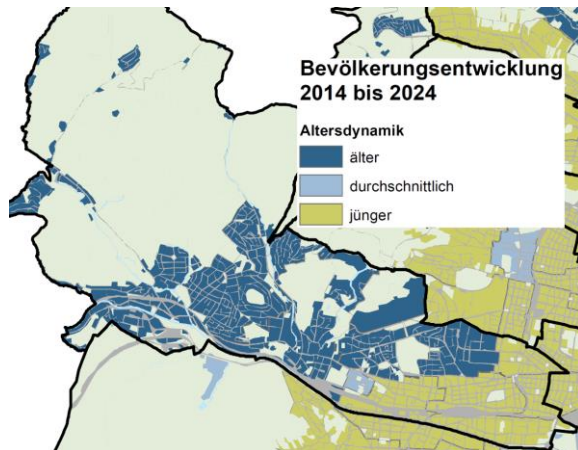 Bevölkerungsentwicklung
2014 bis 2024
Altersdynamik
älter
durchschnittlich
jünger